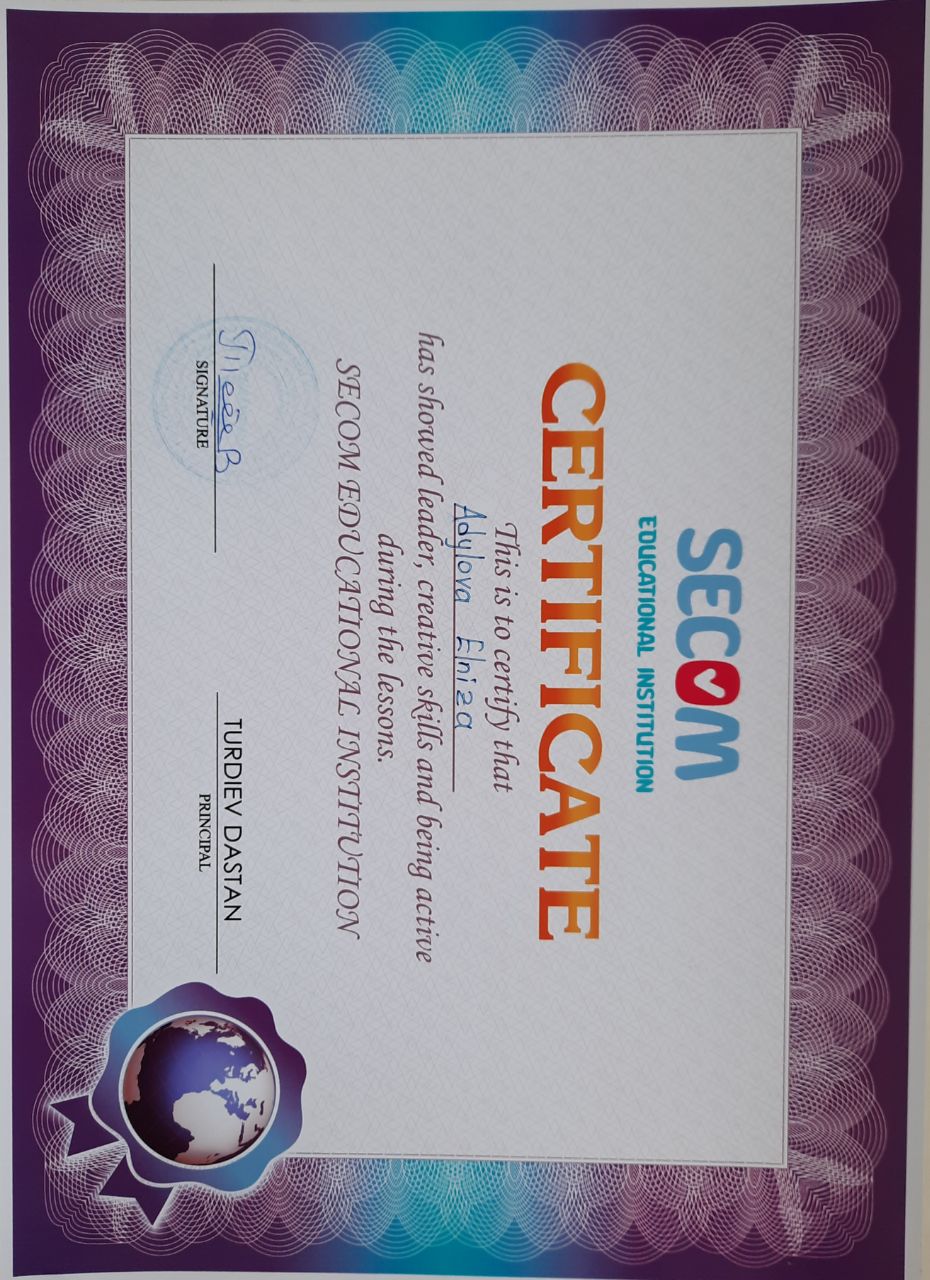 SECOM
EDUCATIONAL INSTITUTION
CERTIFICATE
This is to certify that
Adylova Elniza
has showed leader, creative skills and being active
during the lessons.
SECOM EDUCATIONAL INSTITUTION
SIGNATURE
TURDIEV DASTAN
PRINCIPAL